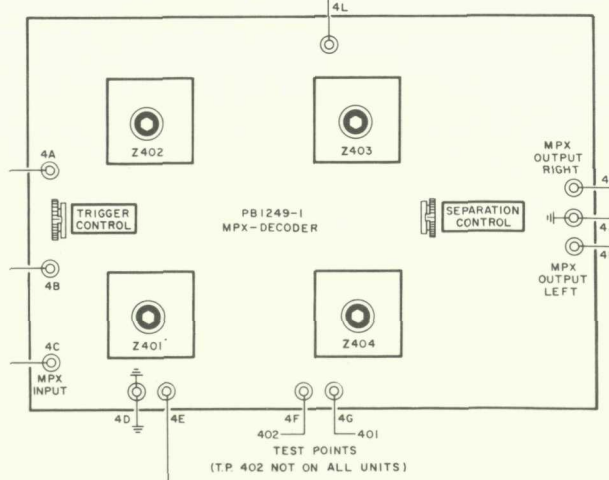 4L
Z402
Z403
4A
MPX
OUTPUT
RIGHT
TRIGGER
CONTROL
PB1249-1
MPX-DECODER
SEPARATION
CONTROL
4B
MPX
OUTPUT
LEFT
Z401
Z404
4C
MPX
INPUT
4D
4E
4F
4G
402
401
TEST POINTS
(T.P. 402 NOT ON ALL UNITS)